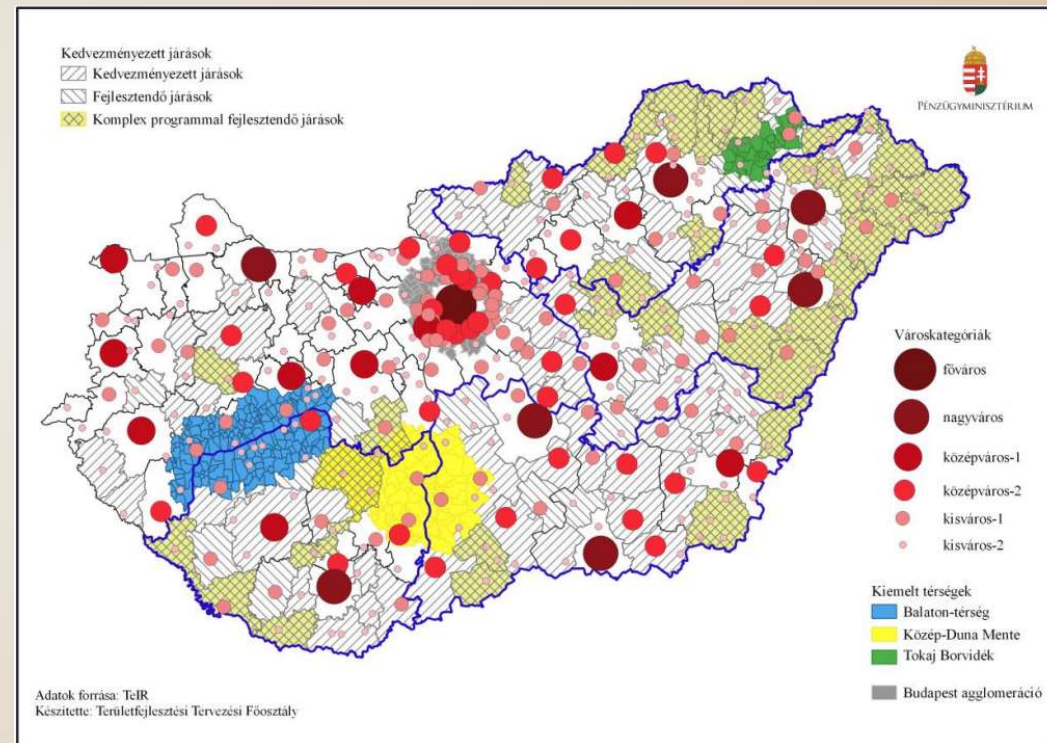 Kedvezményezett járások
Kedvezményezett járások
Fejlesztendő járások
Komplex programmal fejlesztendő járások
PÉNZÜGYMINISZTÉRIUM
Városkategóriák
főváros
nagyváros
középváros-1
középváros-2
kisváros-1
kisváros-2
Kiemelt térségek
Balaton-térség
Közép-Duna Mente
Tokaj Borvidék
Budapest agglomeráció
Adatok forrása: TeIR
Készítette: Területfejlesztési Tervezési Főosztály